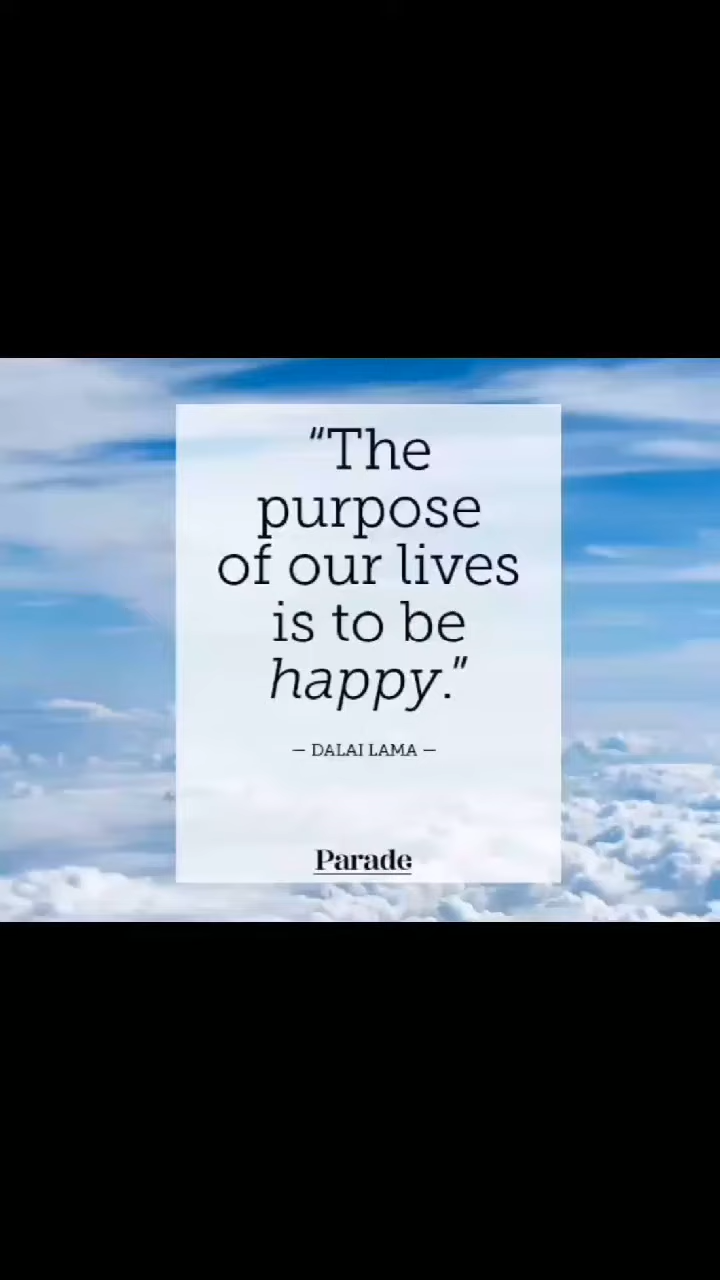 “The
purpose
of our lives
is to be
happy.”
— DALAI LAMA —
Parade